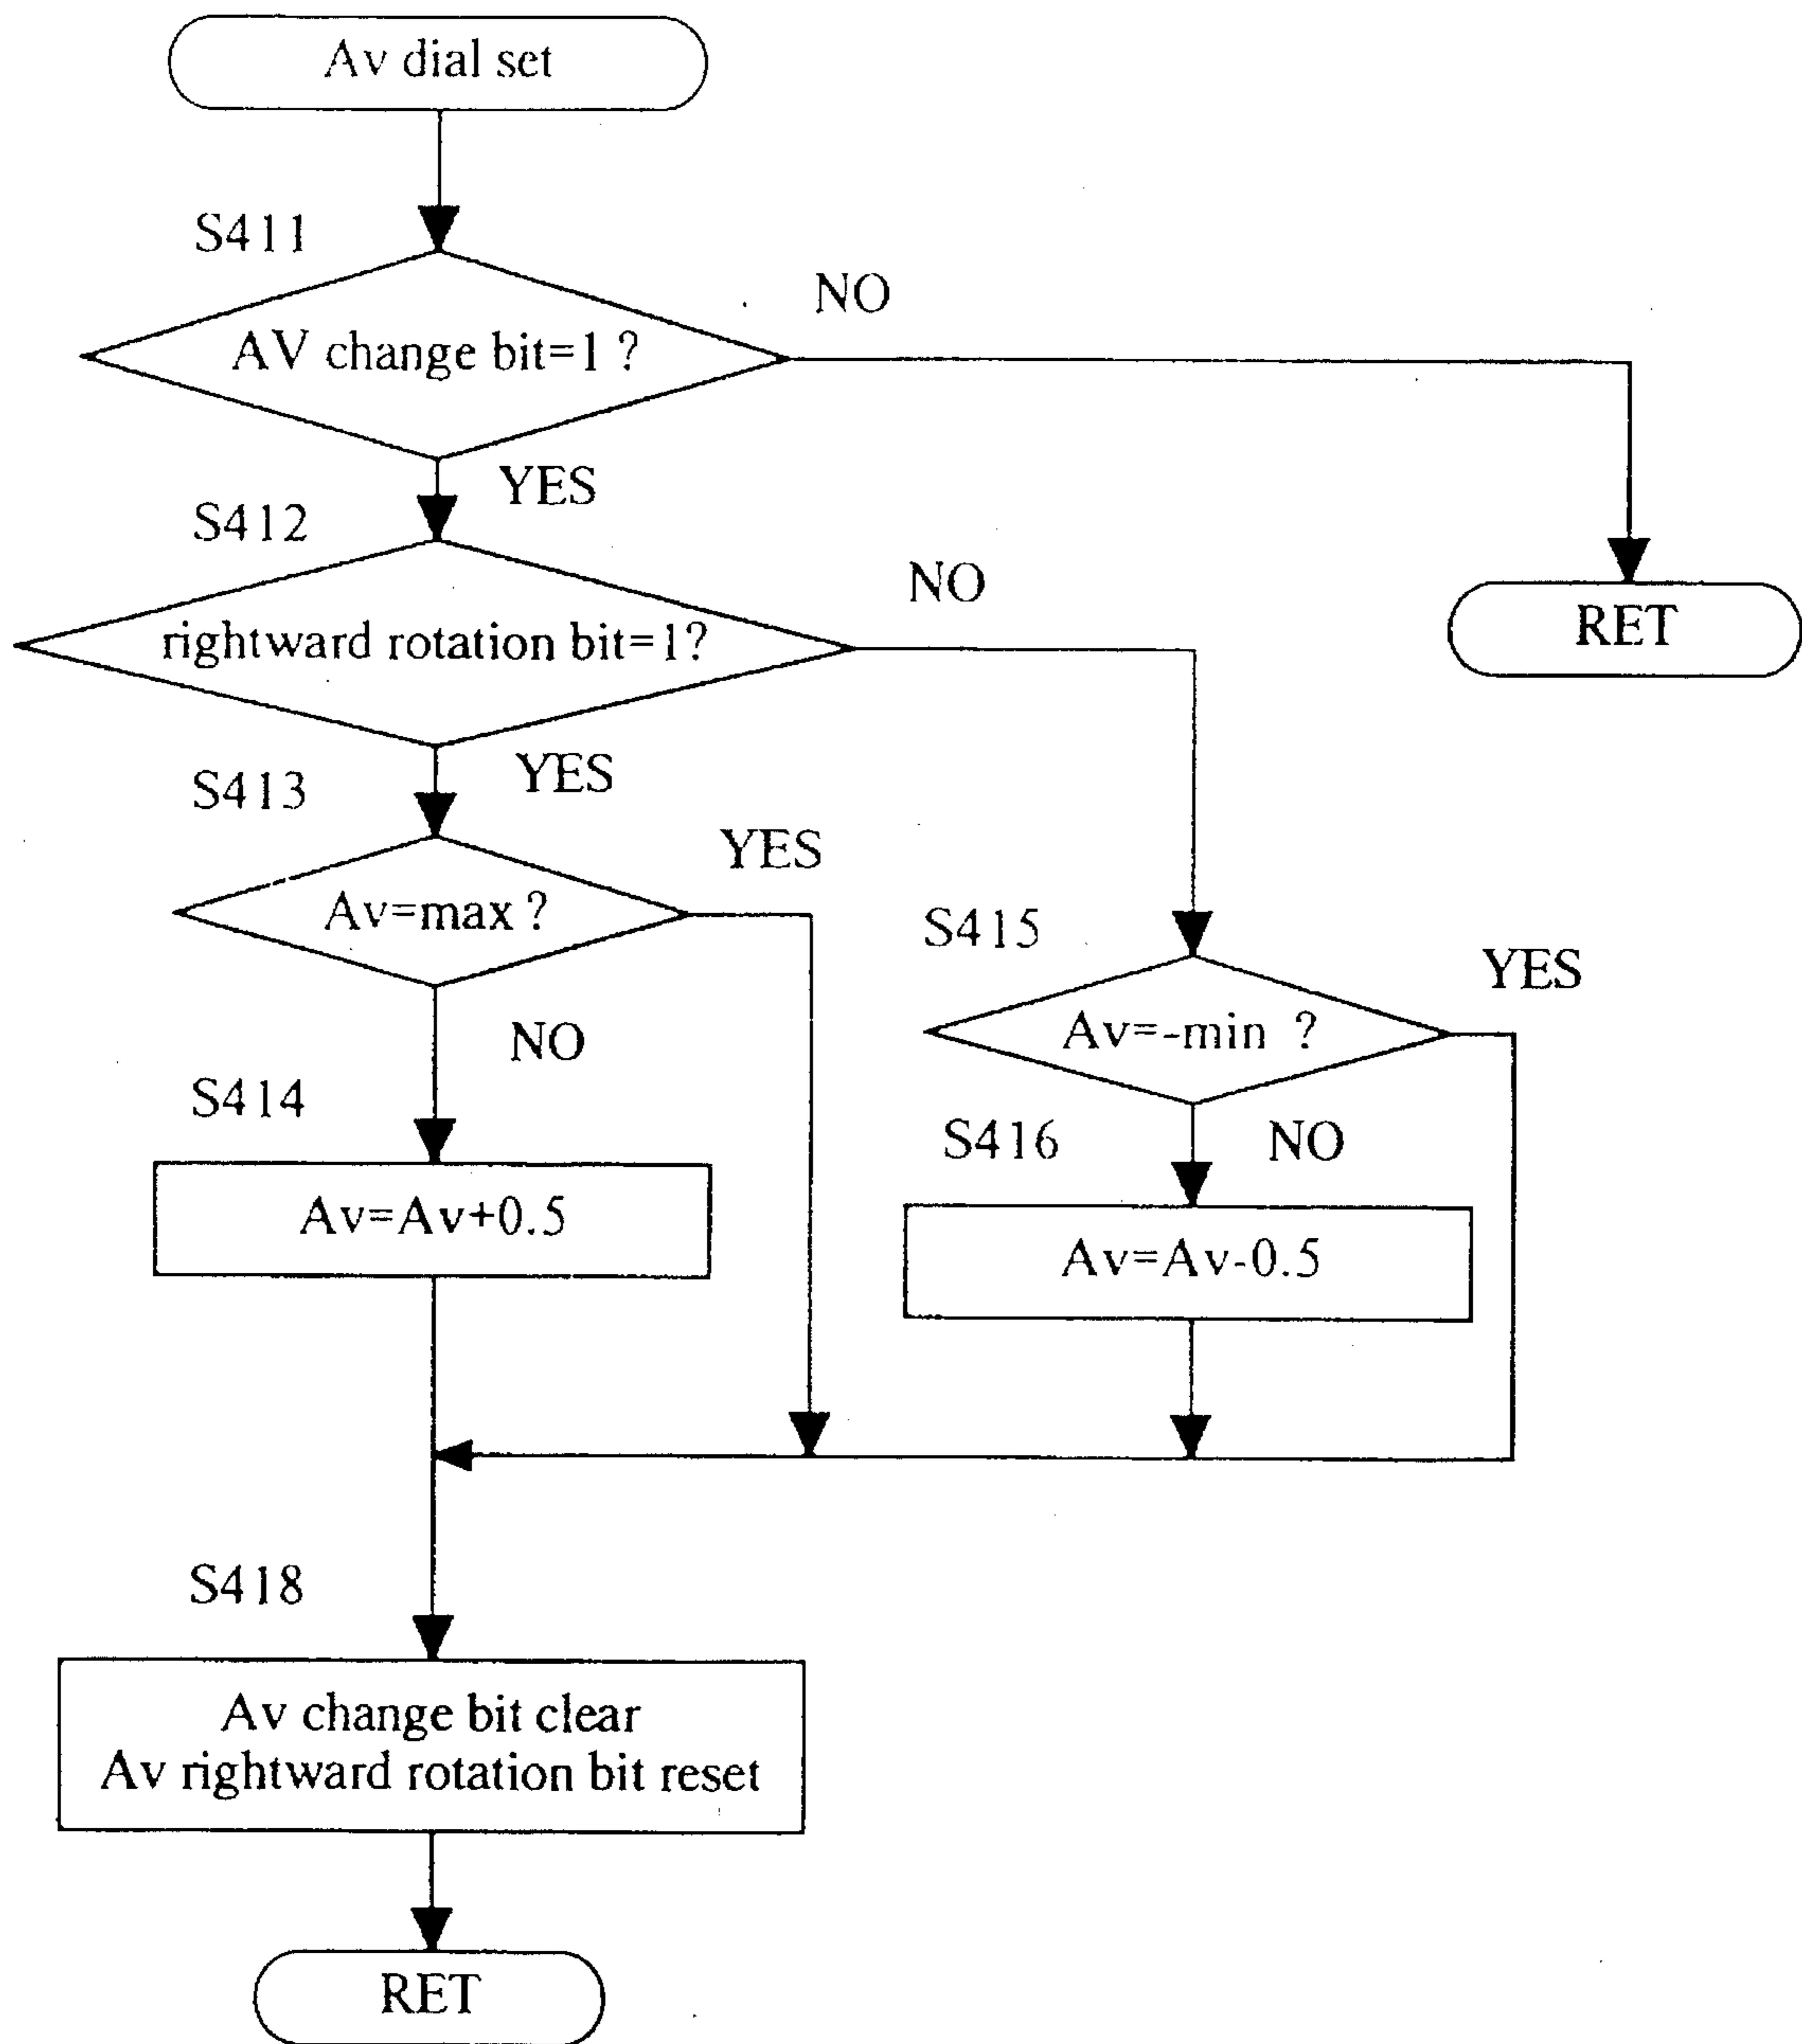 Av dial set
S411
NO
AV change bit=1 ?
YES
S412
NO
rightward rotation bit=1?
RET
YES
S413
YES
Av=max ?
S415
YES
Av=-min ?
NO
S414
S416
NO
Av=Av+0.5
Av=Av-0.5
S418
Av change bit clear
Av rightward rotation bit reset
RET